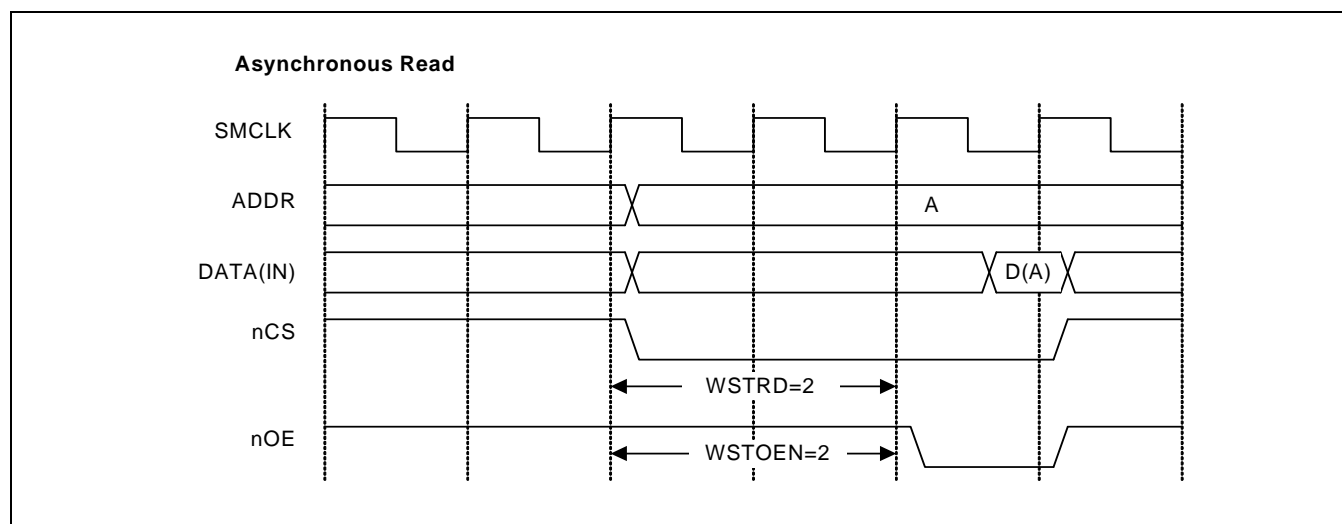 Asynchronous Read
SMCLK
ADDR
A
DATA(IN)
D(A)
nCS
WSTRD=2
nOE
WSTOEN=2